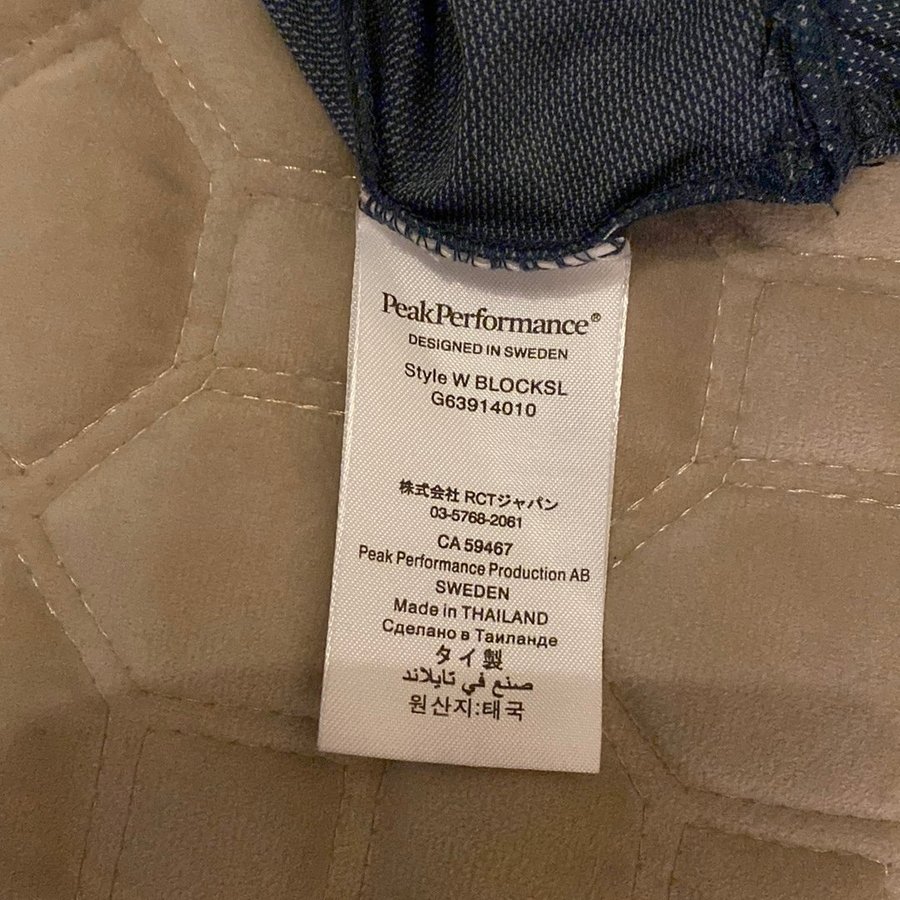 PeakPerformance®
DESIGNED IN SWEDEN
Style W BLOCKSL
G63914010
株式会社 RCTジャパン
03-5768-2061
CA 59467
Peak Performance Production AB
SWEDEN
Made in THAILAND
Сделано в Таиланде
タイ製
صنع في تايلاند
원산지:태국